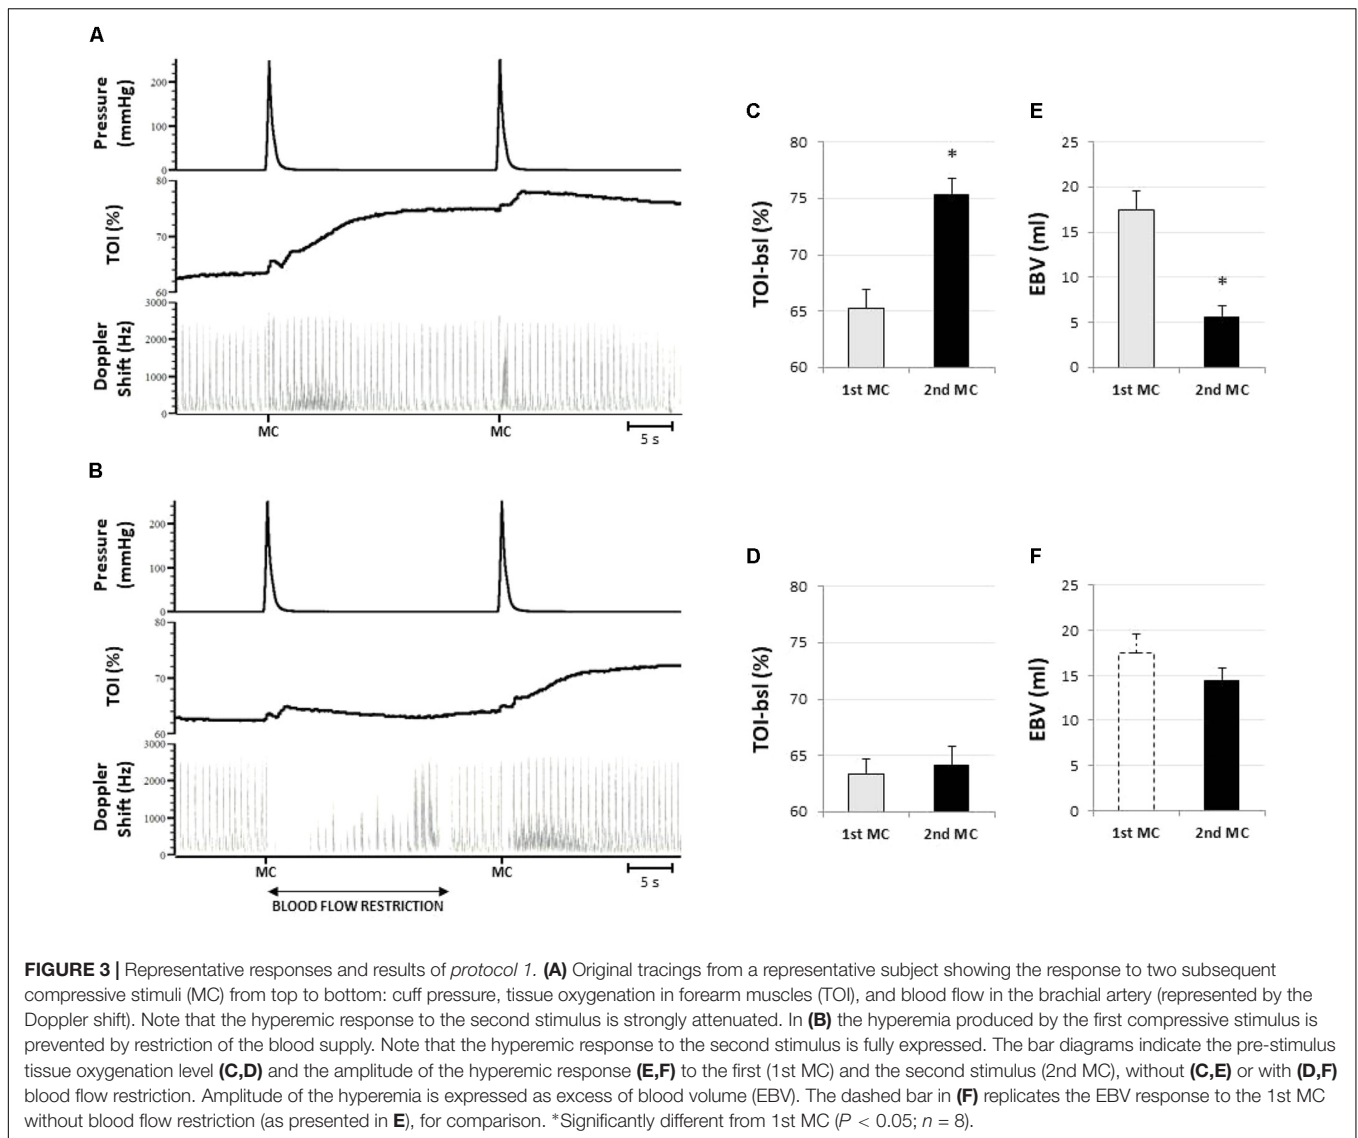 A
Pressure
(mmHg)
200
100
0
TOI (%)
80
70
60
Doppler
Shift (Hz)
3000
2000
1000
0
MC
MC
5 s
B
Pressure
(mmHg)
200
100
0
TOI (%)
80
70
60
Doppler
Shift (Hz)
3000
2000
1000
0
MC
MC
5 s
BLOOD FLOW RESTRICTION
C
TOI-bsl (%)
80
75
70
65
60
*
1st MC
2nd MC
E
EBV (ml)
25
20
15
10
5
0
*
1st MC
2nd MC
D
TOI-bsl (%)
80
75
70
65
60
1st MC
2nd MC
F
EBV (ml)
25
20
15
10
5
0
1st MC
2nd MC
FIGURE 3 | Representative responses and results of protocol 1. (A) Original tracings from a representative subject showing the response to two subsequent
compressive stimuli (MC) from top to bottom: cuff pressure, tissue oxygenation in forearm muscles (TOI), and blood flow in the brachial artery (represented by the
Doppler shift). Note that the hyperemic response to the second stimulus is strongly attenuated. In (B) the hyperemia produced by the first compressive stimulus is
prevented by restriction of the blood supply. Note that the hyperemic response to the second stimulus is fully expressed. The bar diagrams indicate the pre-stimulus
tissue oxygenation level (C,D) and the amplitude of the hyperemic response (E,F) to the first (1st MC) and the second stimulus (2nd MC), without (C,E) or with (D,F)
blood flow restriction. Amplitude of the hyperemia is expressed as excess of blood volume (EBV). The dashed bar in (F) replicates the EBV response to the 1st MC
without blood flow restriction (as presented in E), for comparison. *Significantly different from 1st MC (P < 0.05; n = 8).